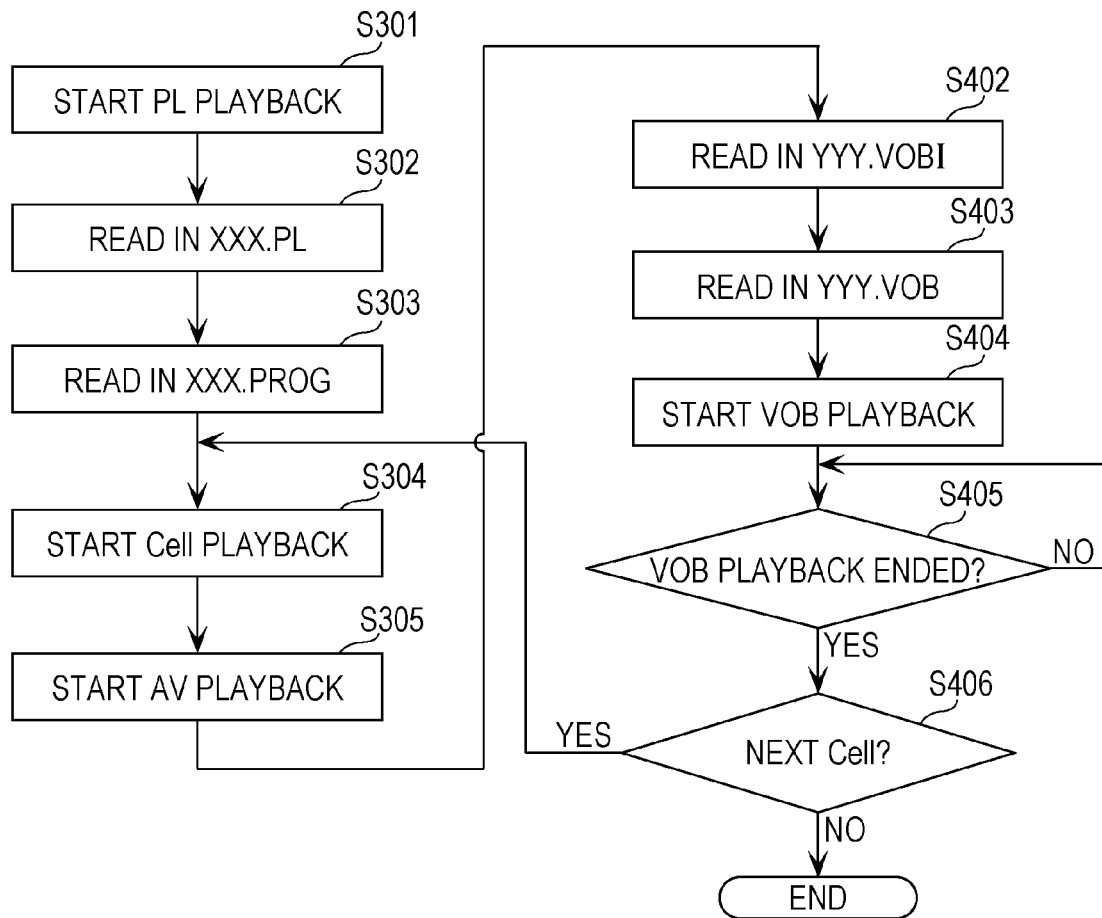 S301
START PL PLAYBACK
S302
READ IN XXX.PL
S303
READ IN XXX.PROG
S304
START Cell PLAYBACK
S305
START AV PLAYBACK
S402
READ IN YYY.VOBI
S403
READ IN YYY.VOB
S404
START VOB PLAYBACK
S405
VOB PLAYBACK ENDED?
NO
YES
S406
NEXT Cell?
YES
NO
END